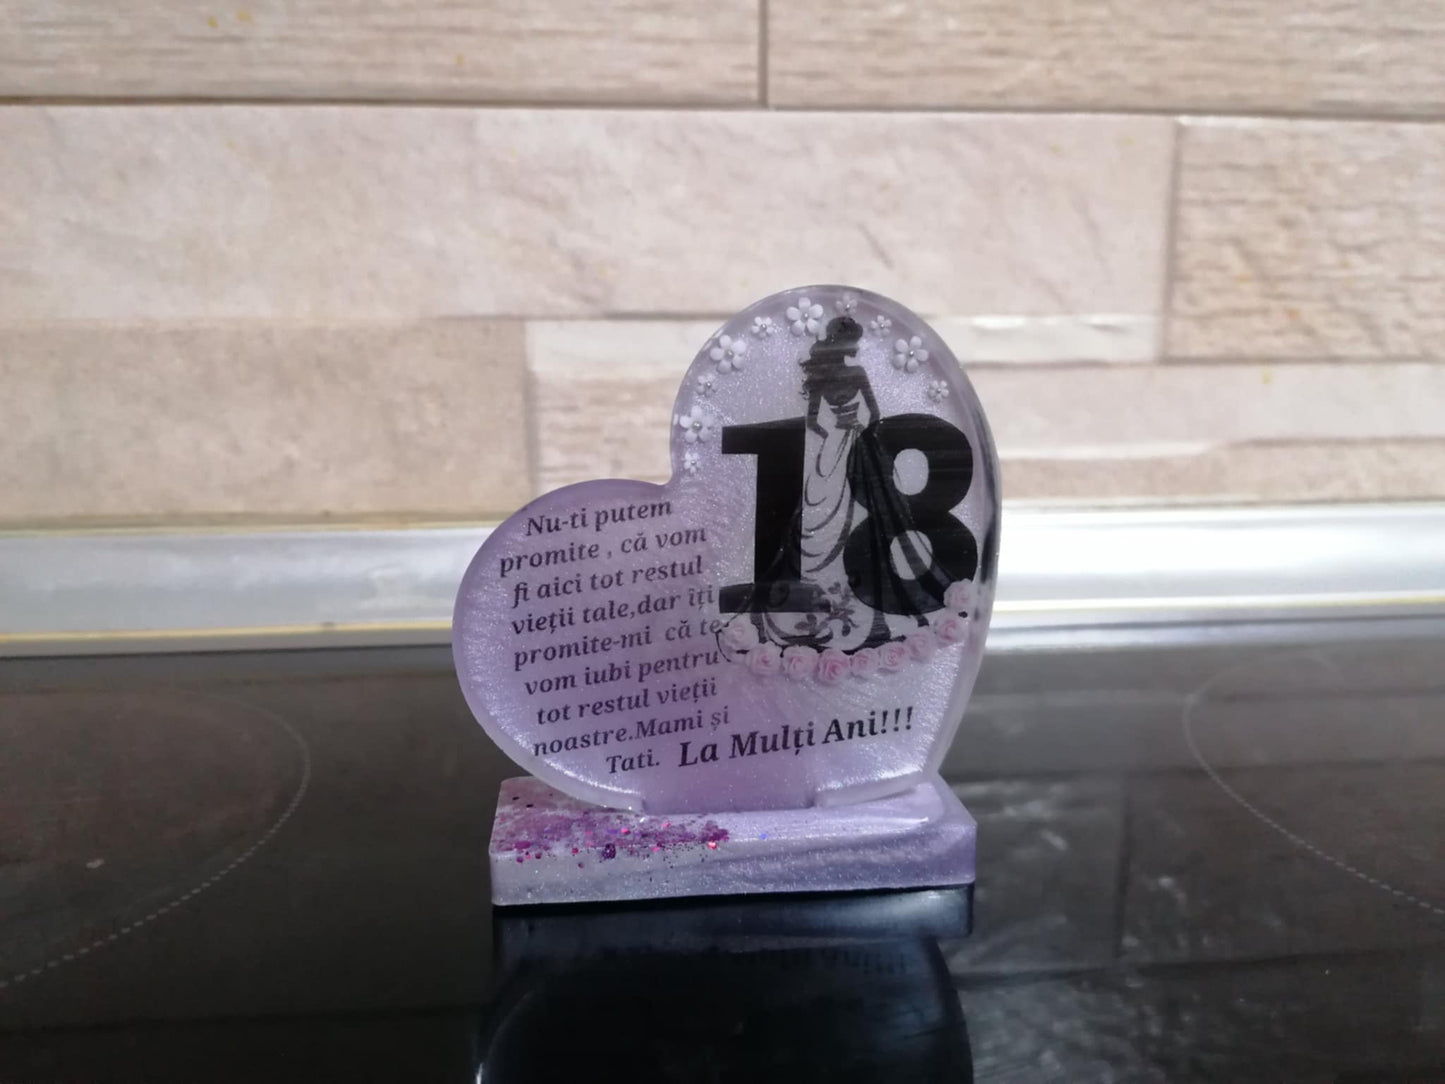 18
Nu-ti putem
promite , că vom
fi aici tot restul
vieții tale,dar îți
promite-mi că te
vom iubi pentru
tot restul vieții
noastre.Mami și
Tati. La Mulți Ani!!!